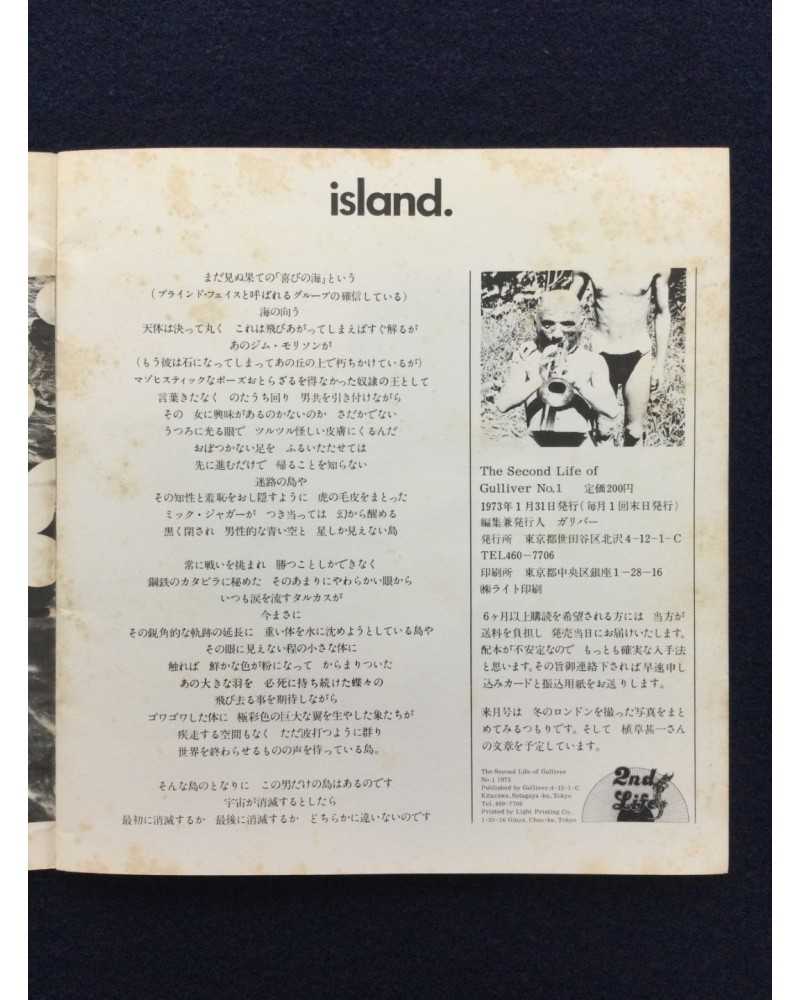 island.
まだ見ぬ果ての「喜びの海」という
(ブラインド・フェイスと呼ばれるグループの確信している)
海の向う
天体は決って丸く これは飛びあがってしまえばすぐ解るが
あのジム・モリソンが
(もう彼は石になってしまってあの丘の上で朽ちかけているが)
マゾヒスティックなポーズおとらざるを得なかった奴隷の王として
言葉きたなく のたうち回り 男共を引き付けながら
その 女に興味があるのかないのか さだかでない
うつろに光る眼で ツルツル怪しい皮膚にくるんだ
おぼつかない足を ふるいたたせては
先に進むだけで 帰ることを知らない
迷路の島や
その知性と羞恥をおし隠すように 虎の毛皮をまとった
ミック・ジャガーが つき当っては 幻から醒める
黒く閉され 男性的な青い空と 星しか見えない島
常に戦いを挑まれ 勝つことしかできなく
鋼鉄のカタビラに秘めた そのあまりにやわらかい眼から
いつも涙を流すタルカスが
今まさに
その鋭角的な軌跡の延長に 重い体を水に沈めようとしている島や
その眼に見えない程の小さな体に
触れば 鮮かな色が粉になって からまりついた
あの大きな羽を 必死に持ち続けた蝶々の
飛び去る事を期待しながら
ゴワゴワした体に 極彩色の巨大な翼を生やした象たちが
疾走する空間もなく ただ波打つように群り
世界を終わらせるものの声を待っている島。
そんな島のとなりに この男だけの島はあるのです
宇宙が消滅するとしたら
最初に消滅するか 最後に消滅するか どちらかに違いないのです
The Second Life of
Gulliver No.1 定価200円
1973年1月31日発行(毎月1回末日発行)
編集兼発行人 ガリバー
発行所 東京都世田谷区北沢4-12-1-C
TEL460-7706
印刷所 東京都中央区銀座1-28-16
㈱ライト印刷
6ヶ月以上購読を希望される方には 当方が
送料を負担し 発売当日にお届けいたします。
配本が不安定なので もっとも確実な入手法
と思います。その旨御連絡下されば早速申し
込みカードと振込用紙をお送りします。
来月号は 冬のロンドンを撮った写真をまと
めてみるつもりです。そして 植草甚一さん
の文章を予定しています。
The Second Life of Gulliver
No.1 1973
Published by Gulliver:4-12-1-C
Kitazawa, Setagaya-ku, Tokyo
Tel.460-7706
Printed by Light Printing Co.
1-28-16 Ginza, Chuo-ku, Tokyo
2nd
Life